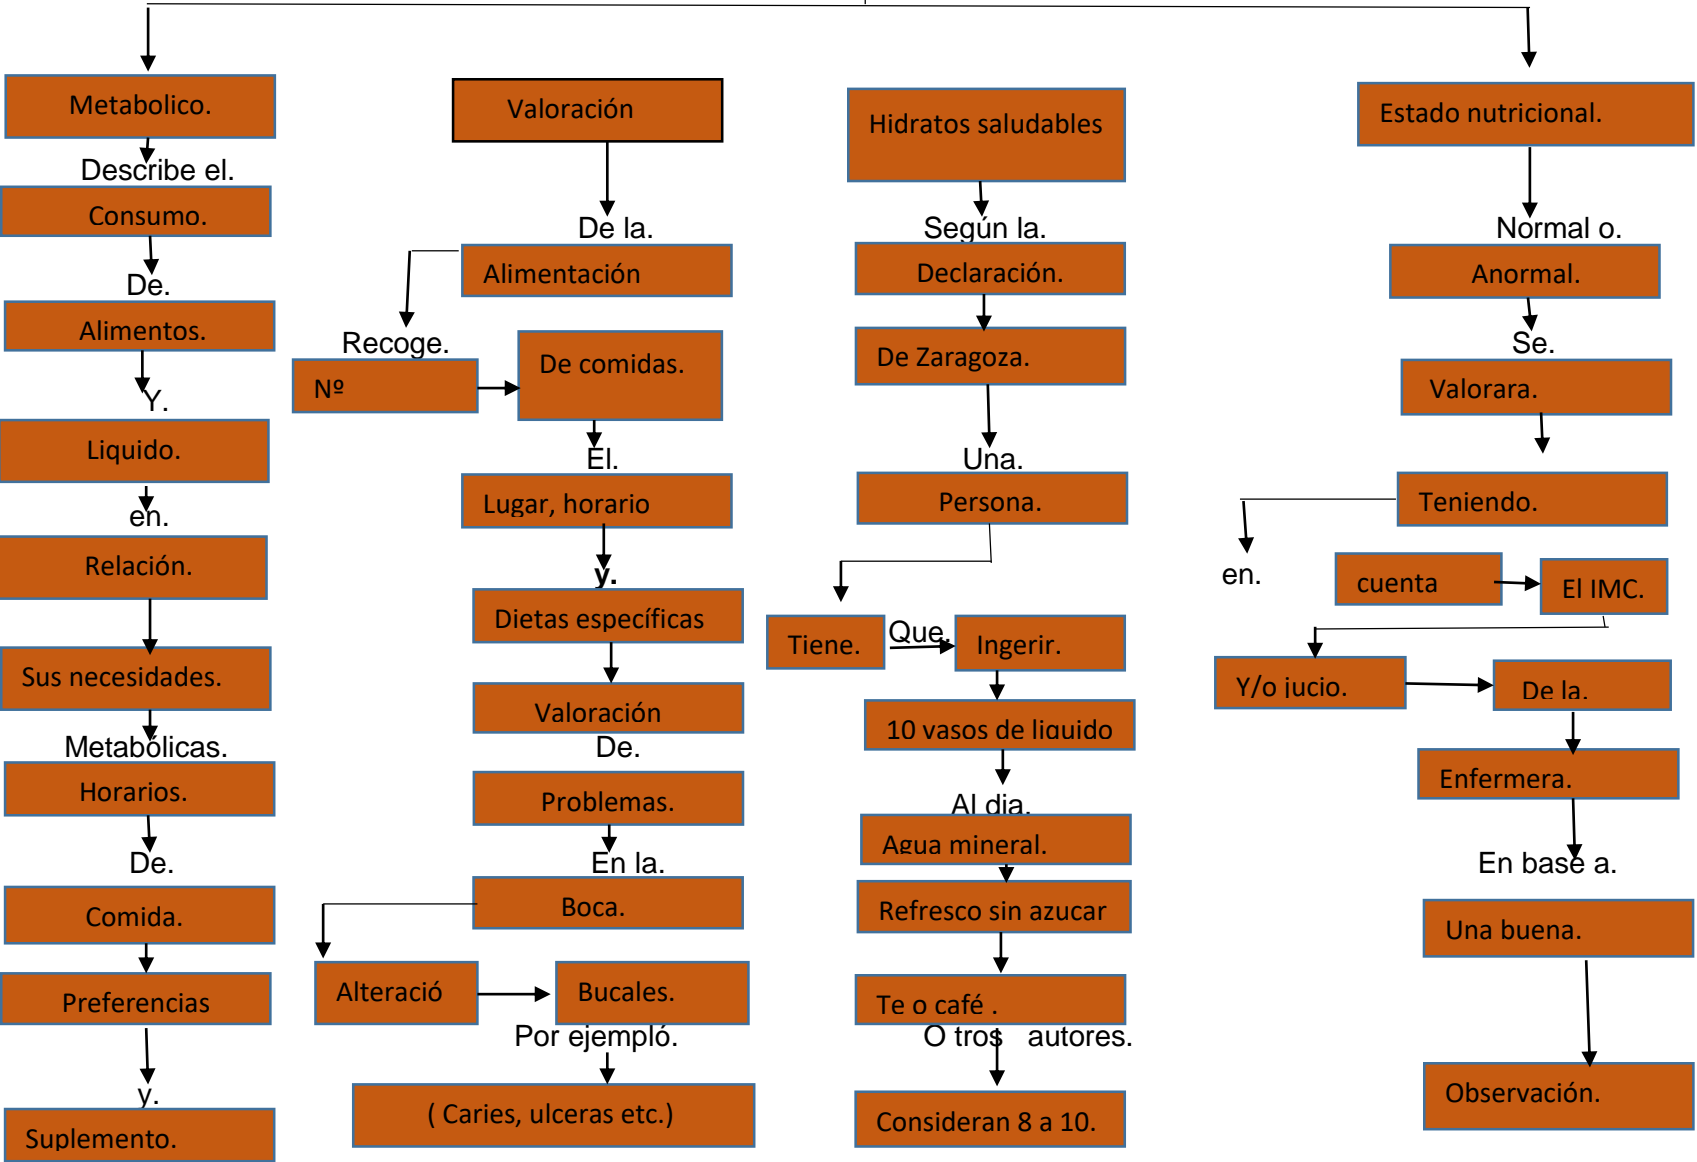 Metabolico.
Describe el.
Consumo.
De.
Alimentos.
Y.
Liquido.
en.
Relación.
Sus necesidades.
Metabólicas.
Horarios.
De.
Comida.
Preferencias
y.
Suplemento.
Valoración
De la.
Alimentación
Recoge.
Nº
De comidas.
El.
Lugar, horario
y.
Dietas específicas
Valoración
De.
Problemas.
En la.
Boca.
Alteració
Bucales.
Por ejempló.
( Caries, ulceras etc.)
Hidratos saludables
Según la.
Declaración.
De Zaragoza.
Una.
Persona.
Tiene.
Que.
Ingerir.
10 vasos de liquido
Al dia.
Agua mineral.
Refresco sin azucar
Te o café .
O tros autores.
Consideran 8 a 10.
Estado nutricional.
Normal o.
Anormal.
Se.
Valorara.
Teniendo.
en.
cuenta
El IMC.
Y/o jucio.
De la.
Enfermera.
En base a.
Una buena.
Observación.